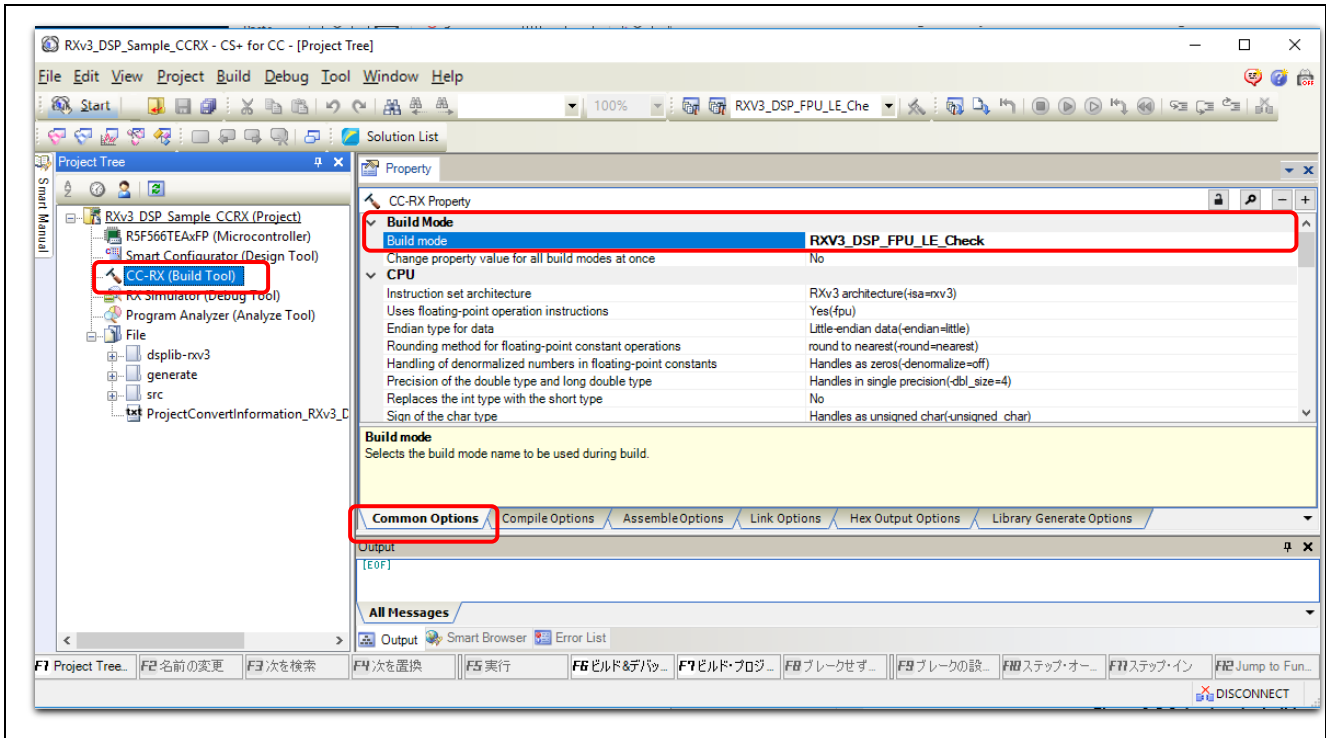 RXv3_DSP_Sample_CCRX - CS+ for CC - [Project Tree]
File Edit View Project Build Debug Tool Window Help
Start 100% RXV3_DSP_FPU_LE_Che
Solution List
Smart Manual
Project Tree
RXv3_DSP_Sample_CCRX (Project)
R5F566TEAxFP (Microcontroller)
Smart Configurator (Design Tool)
CC-RX (Build Tool)
RX Simulator (Debug Tool)
Program Analyzer (Analyze Tool)
File
dsplib-rxv3
generate
src
ProjectConvertInformation_RXv3_D
Property
CC-RX Property
Build Mode
Build mode RXV3_DSP_FPU_LE_Check
Change property value for all build modes at once No
CPU
Instruction set architecture RXv3 architecture(-isa=rxv3)
Uses floating-point operation instructions Yes(-fpu)
Endian type for data Little-endian data(-endian=little)
Rounding method for floating-point constant operations round to nearest(-round=nearest)
Handling of denormalized numbers in floating-point constants Handles as zeros(-denormalize=off)
Precision of the double type and long double type Handles in single precision(-dbl_size=4)
Replaces the int type with the short type No
Sign of the char type Handles as unsigned char(-unsigned_char)
Build mode
Selects the build mode name to be used during build.
Common Options Compile Options Assemble Options Link Options Hex Output Options Library Generate Options
Output
[EOF]
All Messages
Output Smart Browser Error List
F1 Project Tree... F2 名前の変更 F3 次を検索 F4 次を置換 F5 実行 F6 ビルド&デバッ... F7 ビルド・プロジ... F8 ブレークせず... F9 ブレークの設... F10 ステップ・オー... F11 ステップ・イン F12 Jump to Fun...
DISCONNECT